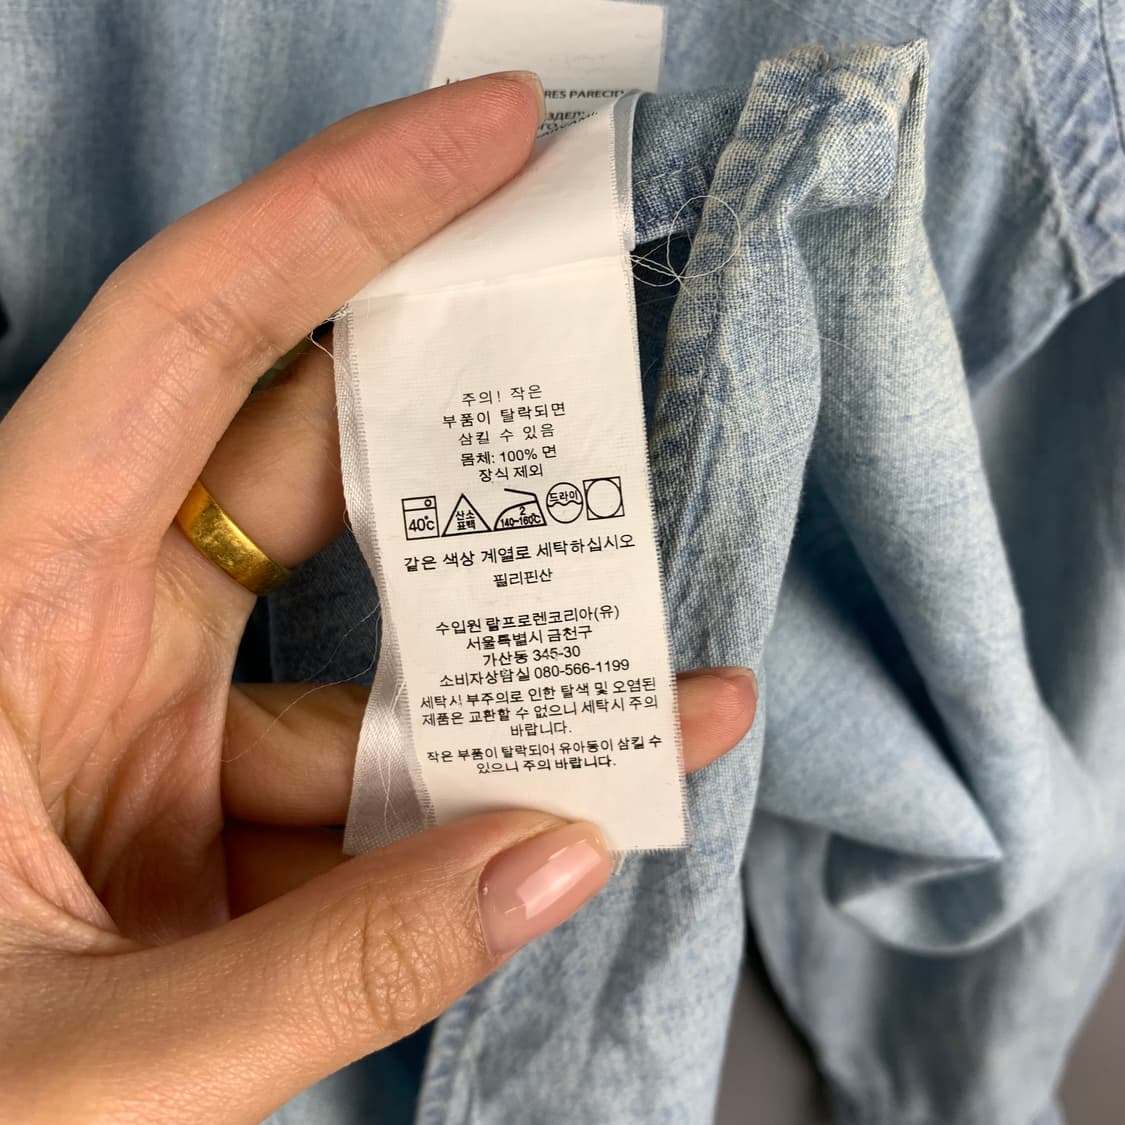 RES PARECID
주의! 작은
부품이 탈락되면
삼킬 수 있음
몸체: 100% 면
장식 제외
40℃ 산소 표백 2 140~160℃ 드라이
같은 색상 계열로 세탁하십시오
필리핀산
수입원 랄프로렌코리아(유)
서울특별시 금천구
가산동 345-30
소비자상담실 080-566-1199
세탁시 부주의로 인한 탈색 및 오염된
제품은 교환할 수 없으니 세탁시 주의
바랍니다.
작은 부품이 탈락되어 유아동이 삼킬 수
있으니 주의 바랍니다.